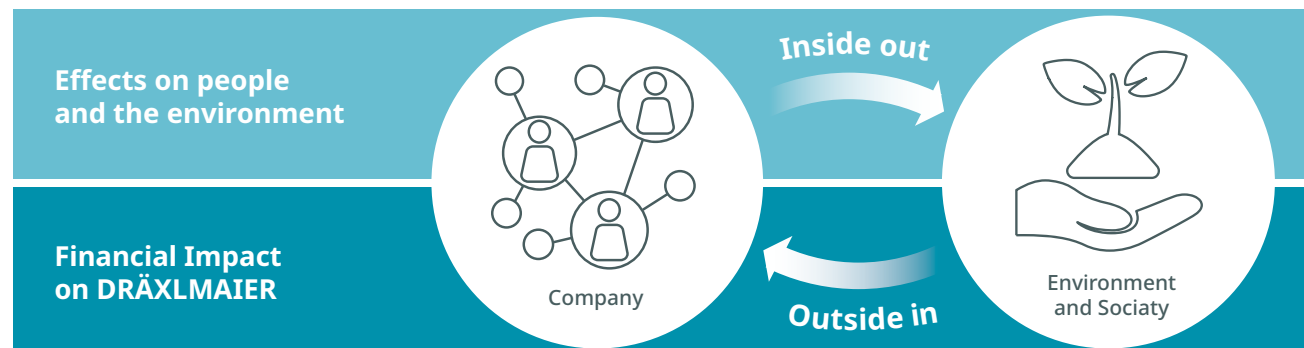 Effects on people
and the environment
Inside out
Financial Impact
on DRÄXLMAIER
Company
Outside in
Environment
and Sociaty